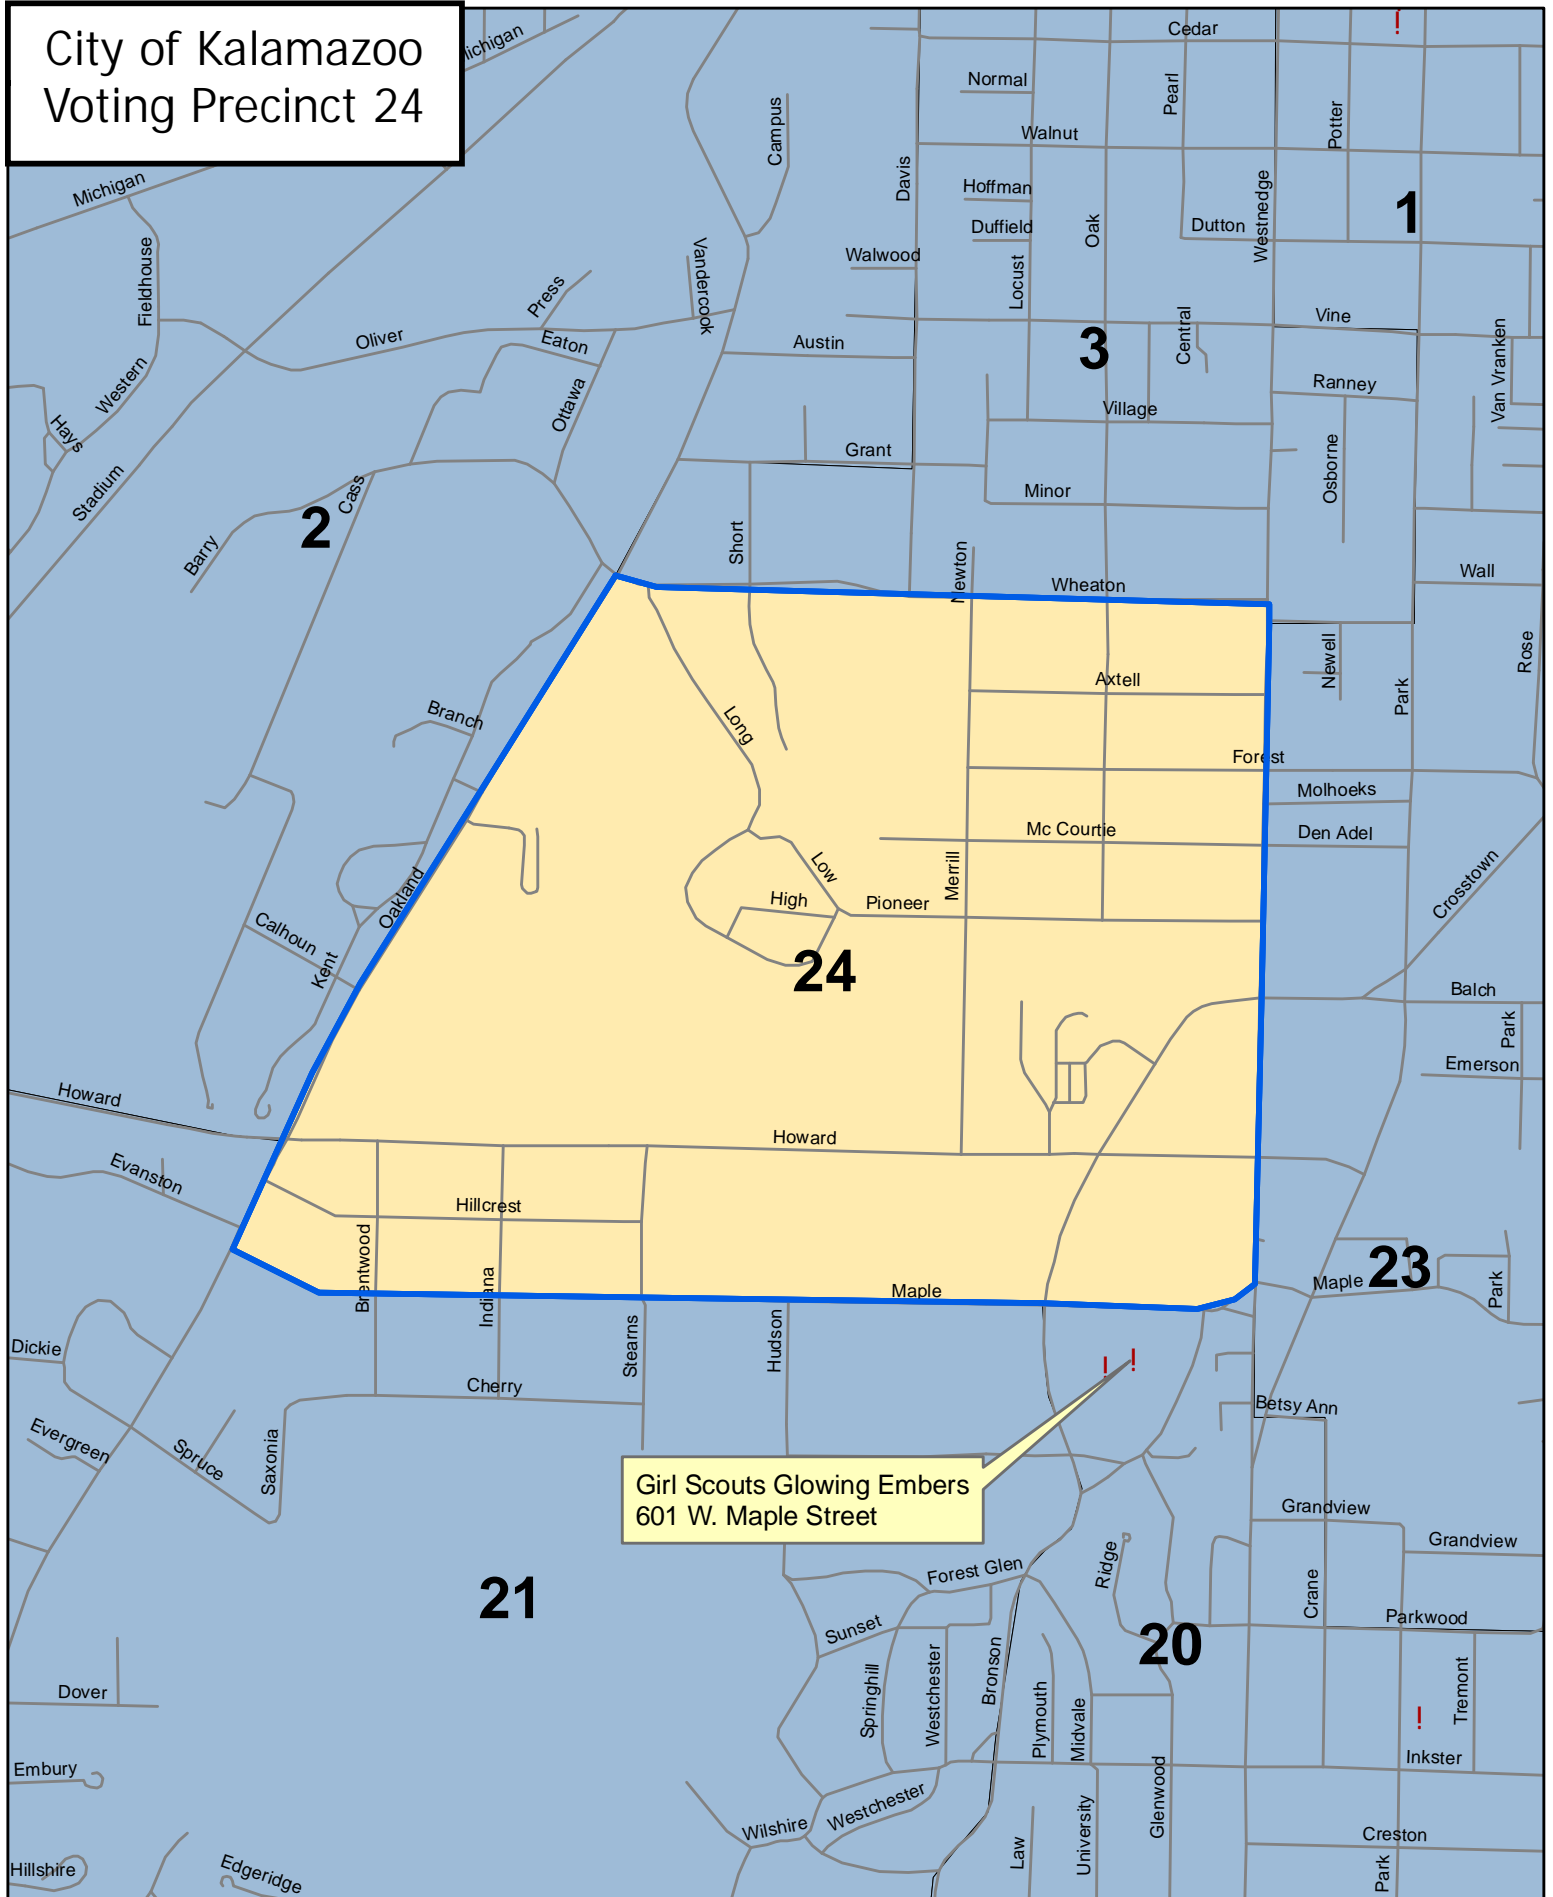 City of Kalamazoo
Voting Precinct 24
Cedar
Normal
Pearl
Potter
Campus
Walnut
Michigan
Davis
Hoffman
Westnedge
1
Oak
Duffield
Dutton
Fieldhouse
Vandercook
Walwood
Locust
Press
Vine
Central
Van Vranken
Oliver
Eaton
Austin
3
Western
Ranney
Ottawa
Village
Hays
Grant
Osborne
Stadium
Cass
Minor
2
Short
Barry
Newton
Wheaton
Wall
Newell
Rose
Axtell
Park
Branch
Long
Forest
Molhoeks
Mc Courtie
Den Adel
Low
Merrill
Crosstown
Oakland
High
Pioneer
Calhoun
24
Kent
Balch
Park
Emerson
Howard
Howard
Evanston
Hillcrest
Brentwood
Indiana
23
Maple
Maple
Park
Dickie
Stearns
Hudson
Cherry
Betsy Ann
Evergreen
Spruce
Saxonia
Girl Scouts Glowing Embers
601 W. Maple Street
Grandview
Grandview
Forest Glen
Ridge
21
Crane
Sunset
20
Parkwood
Springhill
Westchester
Bronson
Plymouth
Midvale
Tremont
Dover
Inkster
Embury
Westchester
Wilshire
Glenwood
Law
University
Creston
Park
Hillshire
Edgeridge